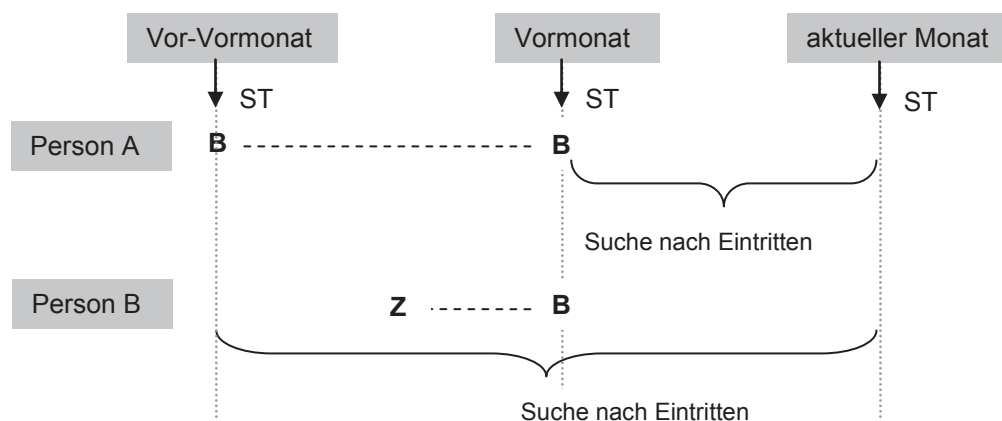 Vor-Vormonat Vormonat aktueller Monat
ST ST ST
Person A B B
Suche nach Eintritten
Person B Z B
Suche nach Eintritten